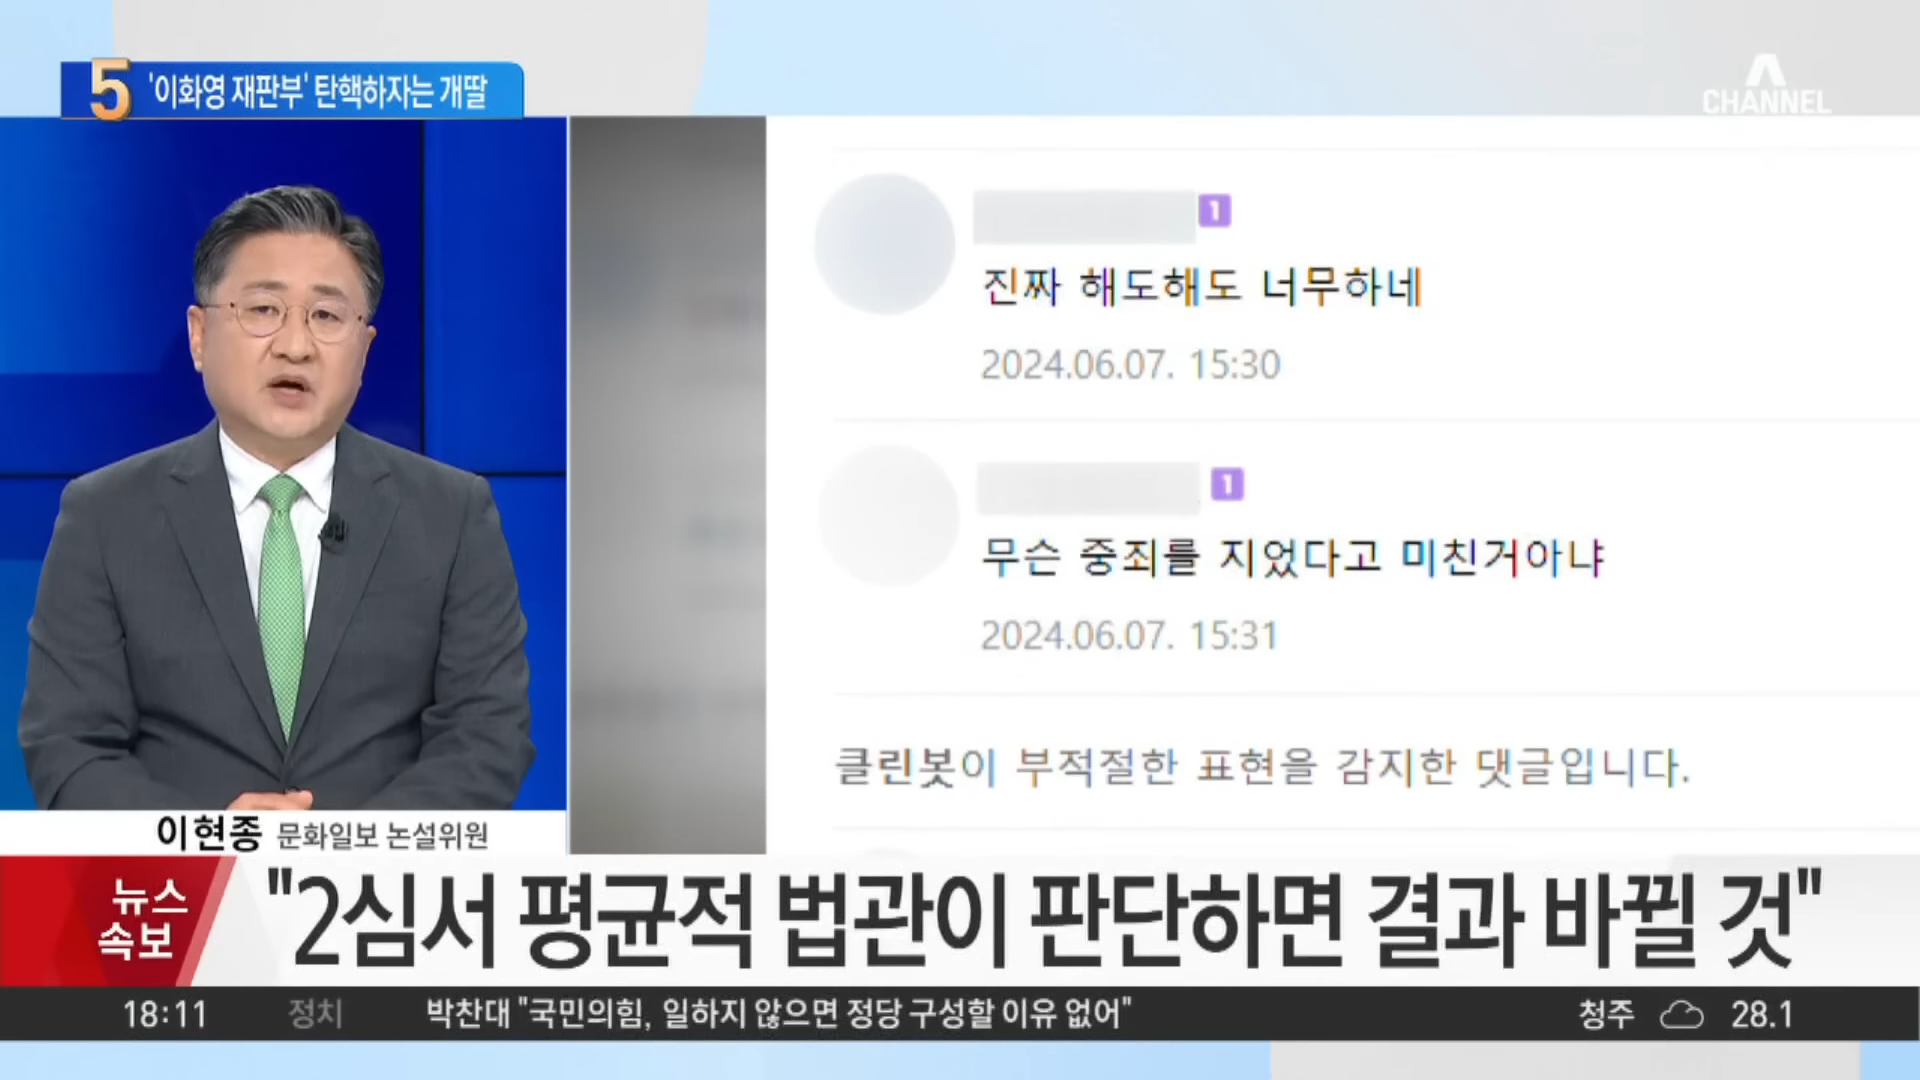 5 '이화영 재판부' 탄핵하자는 개딸
CHANNEL A
1
진짜 해도해도 너무하네
2024.06.07. 15:30
1
무슨 중죄를 지었다고 미친거아냐
2024.06.07. 15:31
클린봇이 부적절한 표현을 감지한 댓글입니다.
이현종 문화일보 논설위원
뉴스
속보
"2심서 평균적 법관이 판단하면 결과 바뀔 것"
18:11 정치 박찬대 "국민의힘, 일하지 않으면 정당 구성할 이유 없어" 청주 28.1